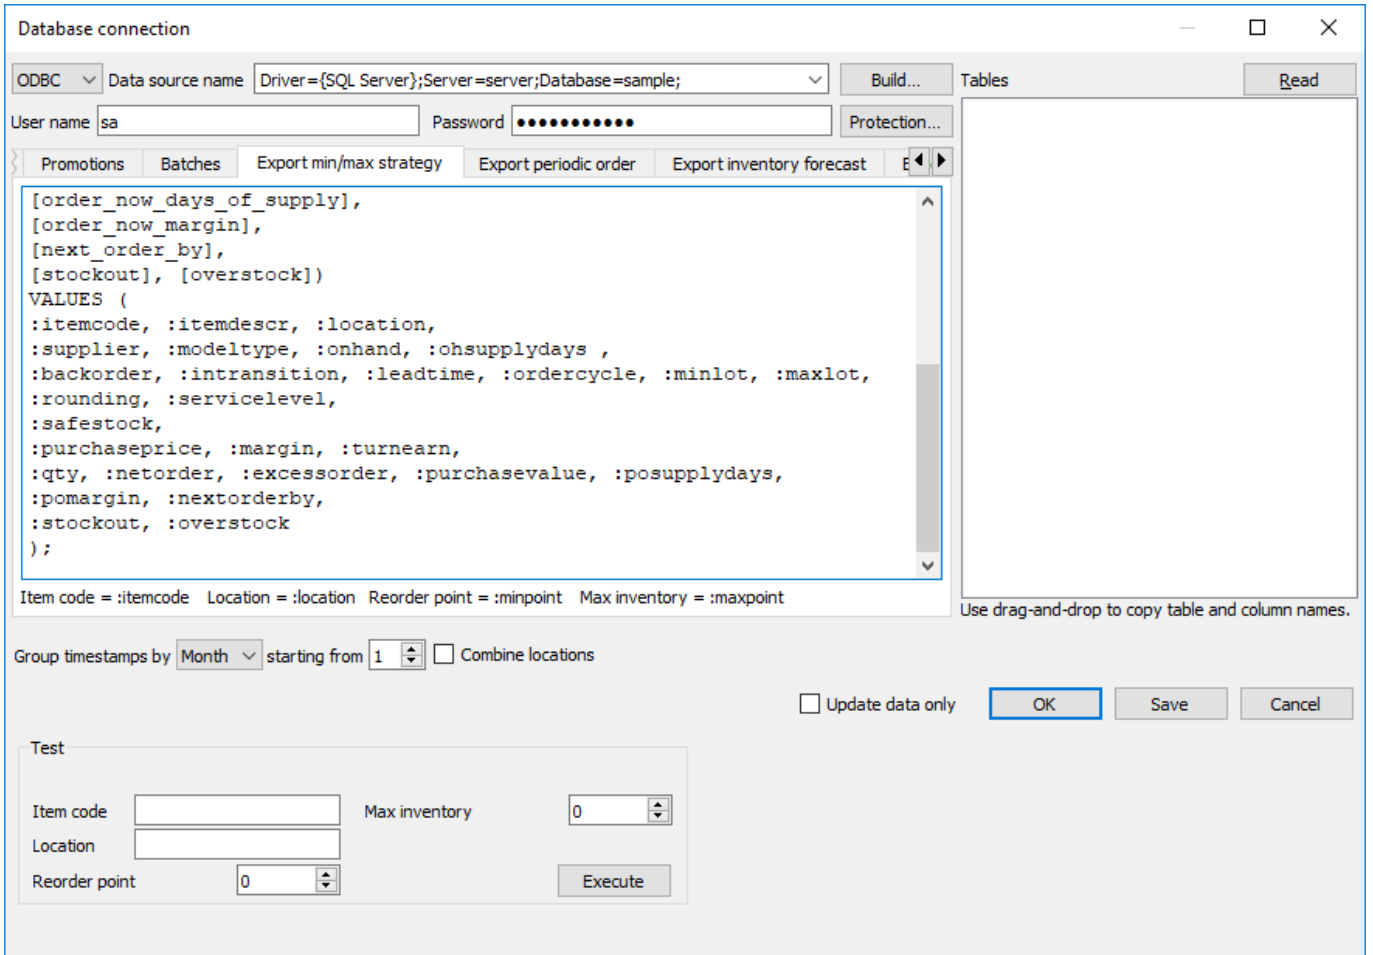 Database connection
ODBC Data source name Driver={SQL Server};Server=server;Database=sample; Build... Tables Read
User name sa Password ●●●●●●●●●●● Protection...
Promotions Batches Export min/max strategy Export periodic order Export inventory forecast
[order_now_days_of_supply],
[order_now_margin],
[next_order_by],
[stockout], [overstock])
VALUES (
:itemcode, :itemdescr, :location,
:supplier, :modeltype, :onhand, :ohsupplydays ,
:backorder, :intransition, :leadtime, :ordercycle, :minlot, :maxlot,
:rounding, :servicelevel,
:safestock,
:purchaseprice, :margin, :turnearn,
:qty, :netorder, :excessorder, :purchasevalue, :posupplydays,
:pomargin, :nextorderby,
:stockout, :overstock
);
Item code = :itemcode Location = :location Reorder point = :minpoint Max inventory = :maxpoint
Use drag-and-drop to copy table and column names.
Group timestamps by Month starting from 1 Combine locations
Update data only OK Save Cancel
Test
Item code Max inventory 0
Location
Reorder point 0 Execute